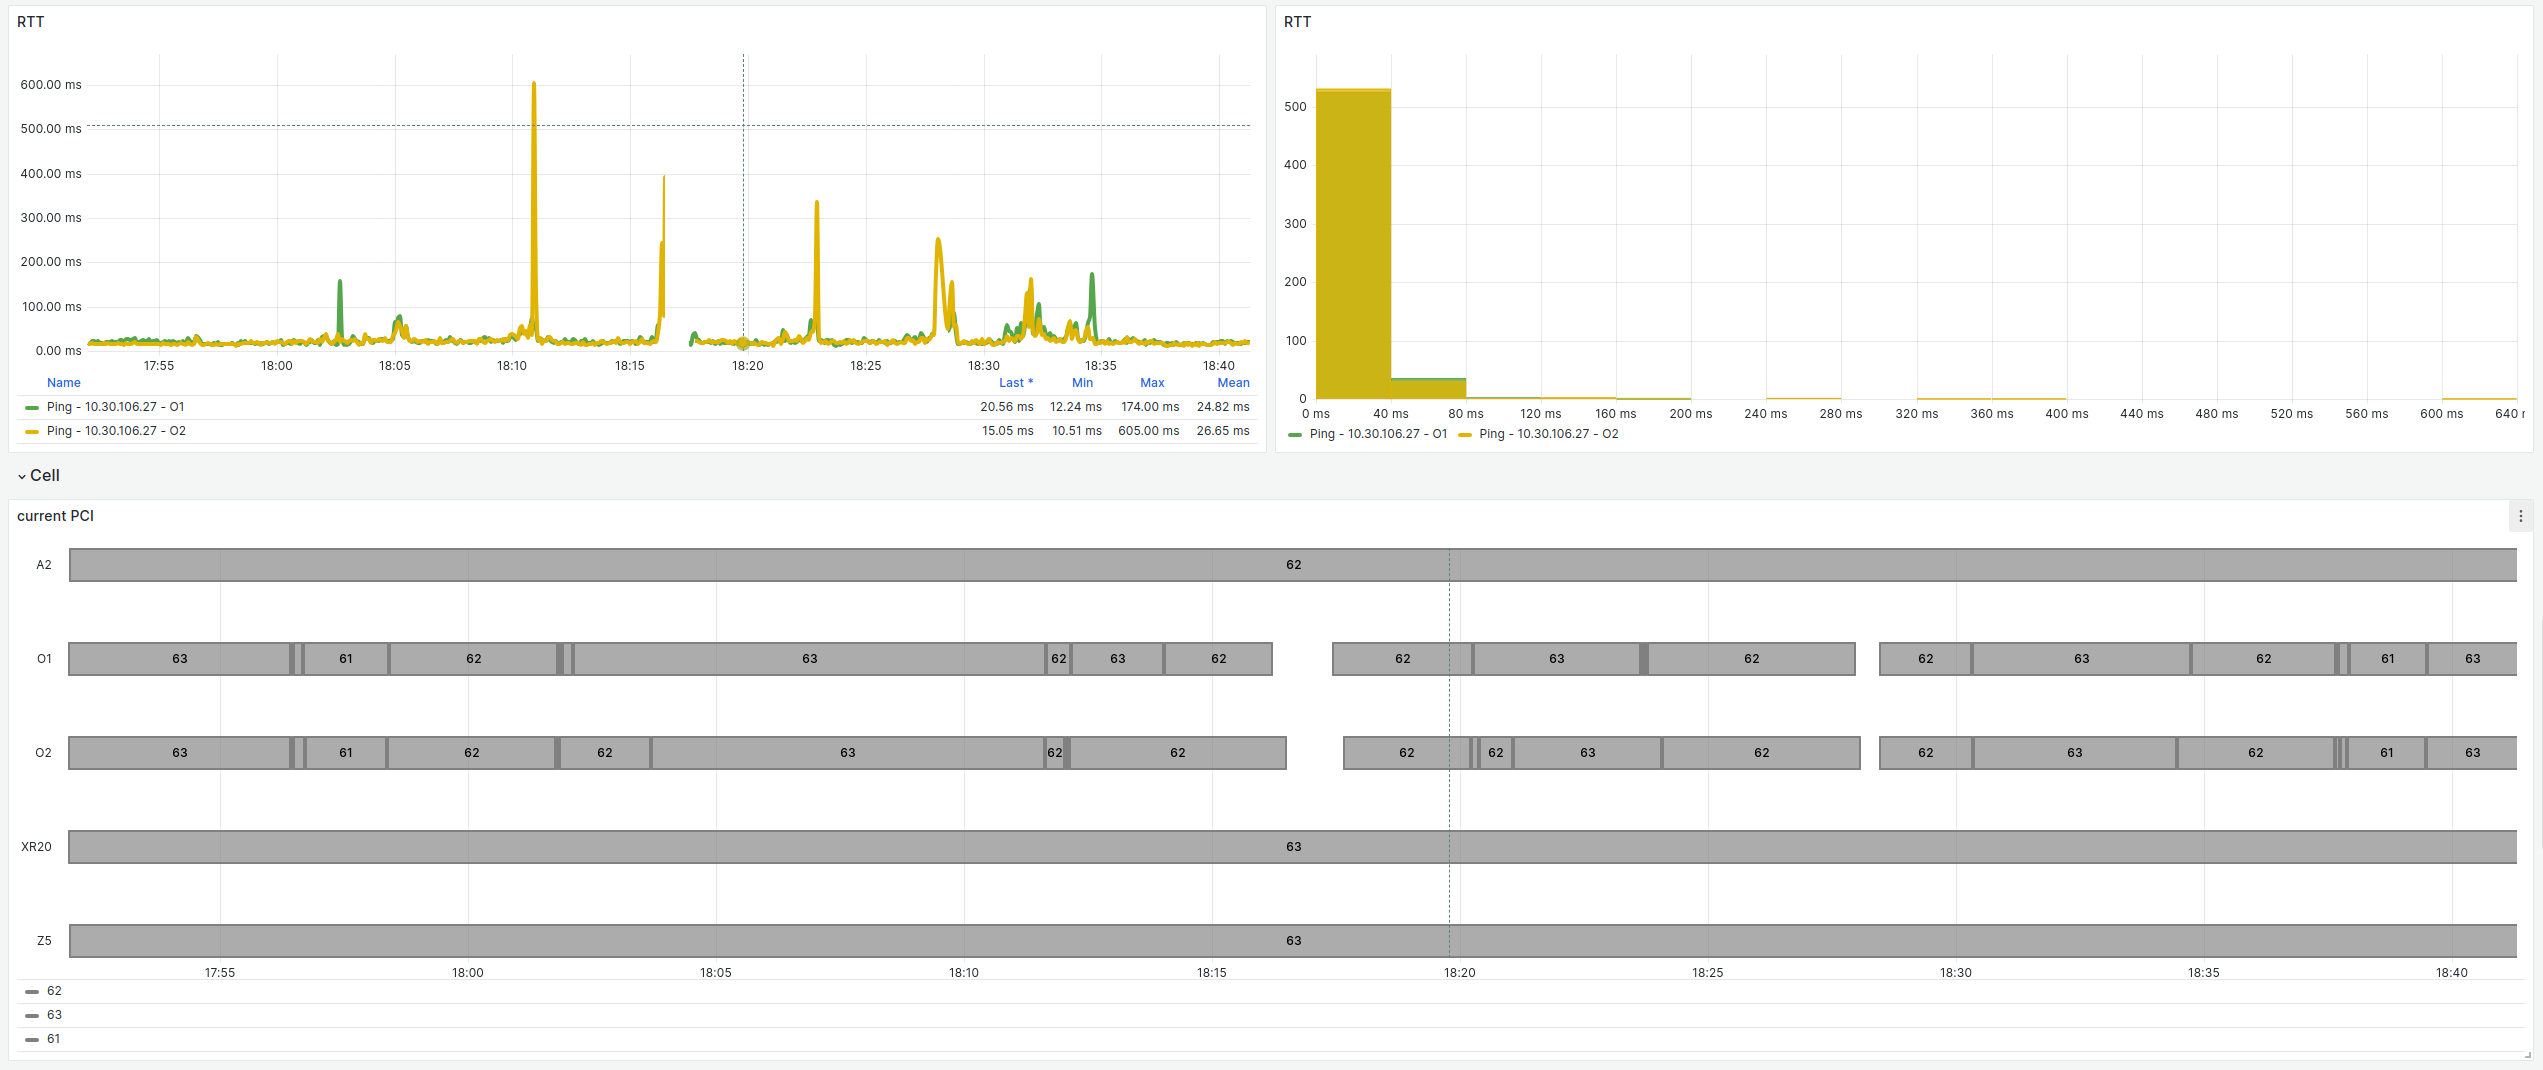 RTT
600.00 ms
500.00 ms
400.00 ms
300.00 ms
200.00 ms
100.00 ms
0.00 ms
17:55 18:00 18:05 18:10 18:15 18:20 18:25 18:30 18:35 18:40
Name Last * Min Max Mean
Ping - 10.30.106.27 - O1 20.56 ms 12.24 ms 174.00 ms 24.82 ms
Ping - 10.30.106.27 - O2 15.05 ms 10.51 ms 605.00 ms 26.65 ms
RTT
500
400
300
200
100
0
0 ms 40 ms 80 ms 120 ms 160 ms 200 ms 240 ms 280 ms 320 ms 360 ms 400 ms 440 ms 480 ms 520 ms 560 ms 600 ms 640 r
Ping - 10.30.106.27 - O1 Ping - 10.30.106.27 - O2
Cell
current PCI
A2 62
O1 63 61 62 63 62 63 62 62 63 62 62 63 62 61 63
O2 63 61 62 62 63 62 62 62 62 63 62 62 63 62 61 63
XR20 63
Z5 63
17:55 18:00 18:05 18:10 18:15 18:20 18:25 18:30 18:35 18:40
62
63
61